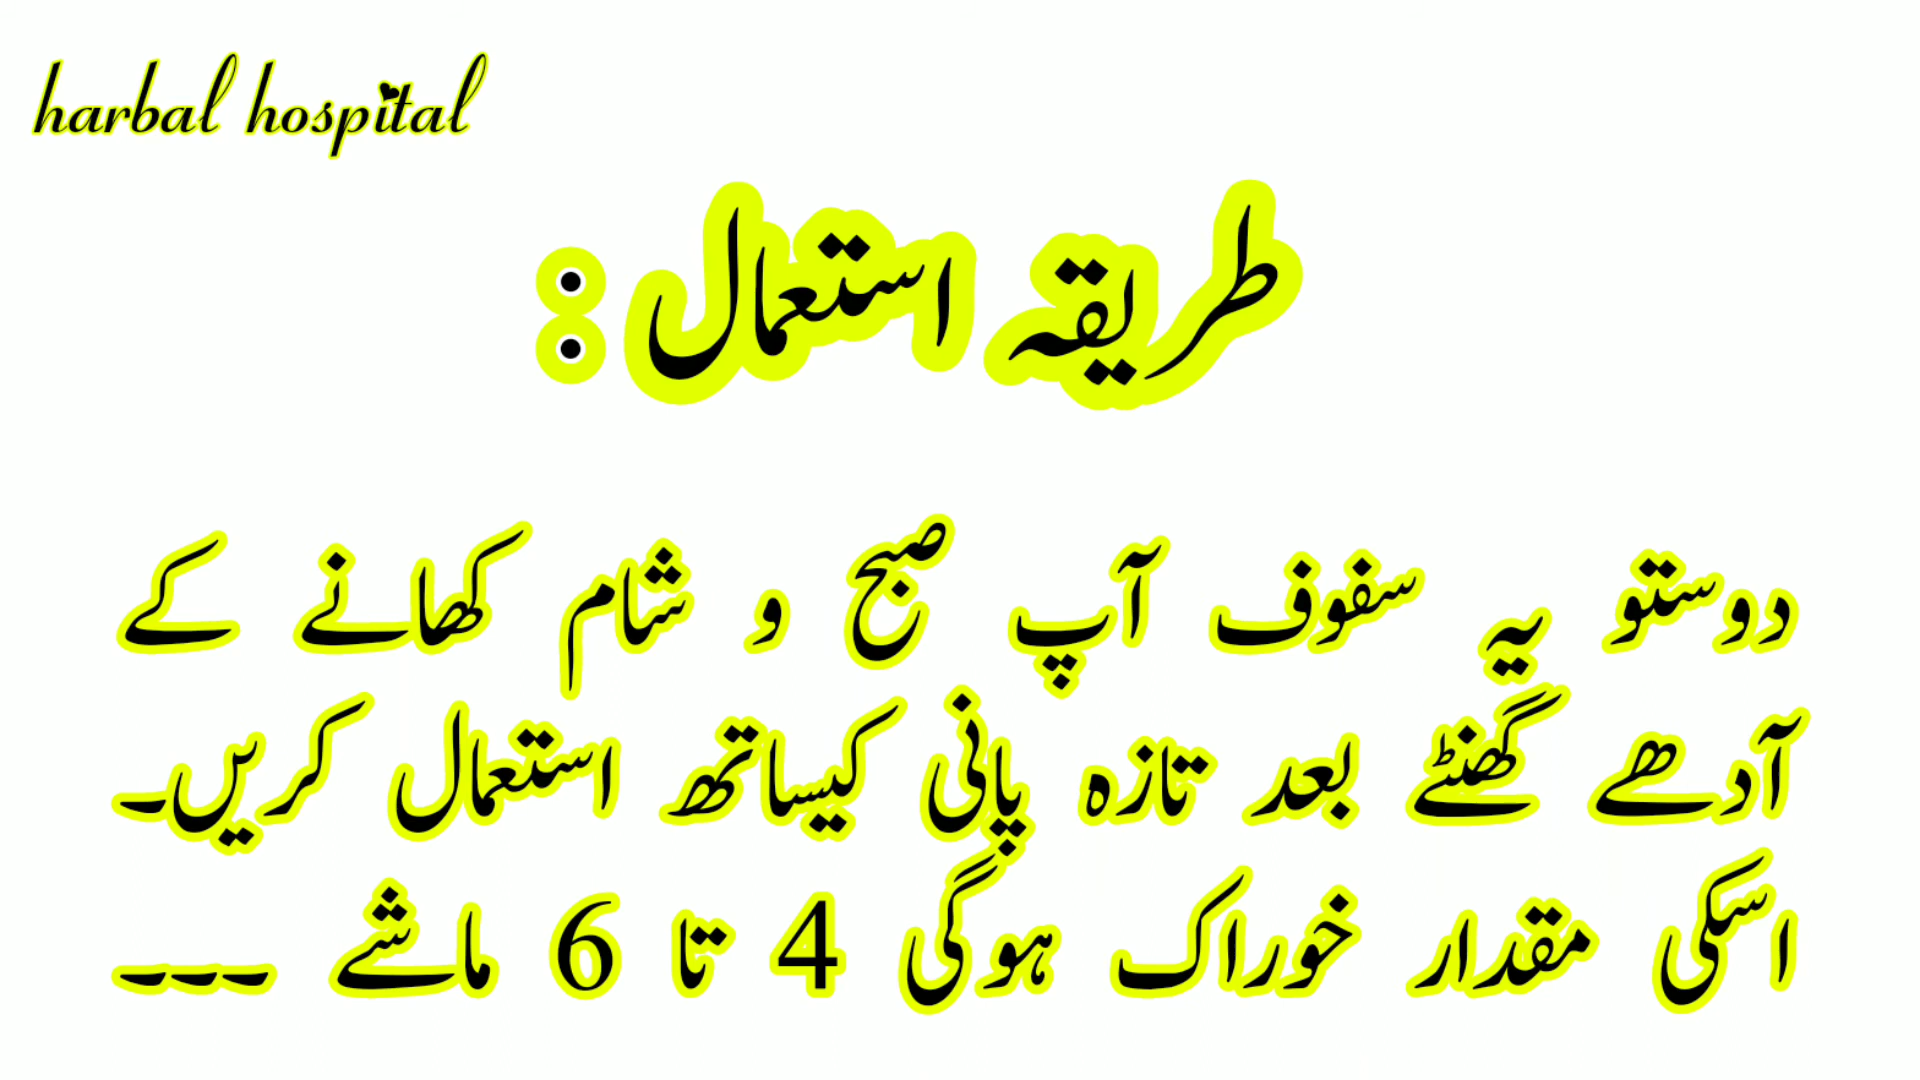 harbal hospital
طریقہ استعمال :
دوستو یہ سفوف آپ صبح و شام کھانے کے
آدھے گھنٹے بعد تازہ پانی کیساتھ استعمال کریں۔
اسکی مقدار خوراک ہوگی 4 تا 6 ماشے ۔۔۔